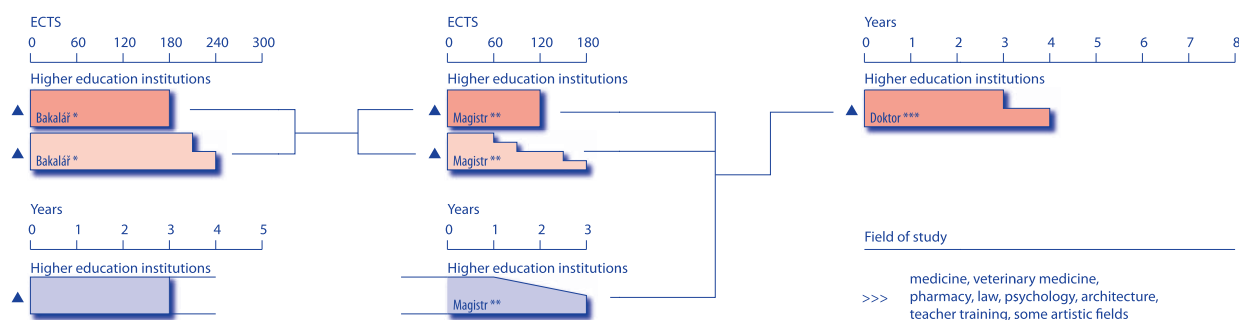 ECTS
0 60 120 180 240 300
Higher education institutions
Bakalář *
Bakalář *
Years
0 1 2 3 4 5
Higher education institutions
ECTS
0 60 120 180
Higher education institutions
Magistr **
Magistr **
Years
0 1 2 3
Higher education institutions
Magistr **
Years
0 1 2 3 4 5 6 7 8
Higher education institutions
Doktor ***
Field of study
>>> medicine, veterinary medicine,
pharmacy, law, psychology, architecture,
teacher training, some artistic fields